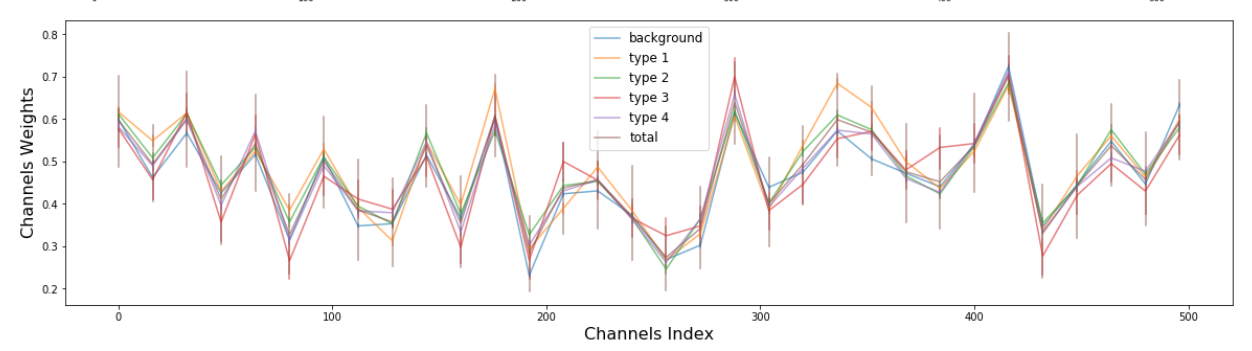 0.8
0.7
0.6
0.5
0.4
0.3
0.2
Channels Weights
background
type 1
type 2
type 3
type 4
total
0 100 200 300 400 500
Channels Index